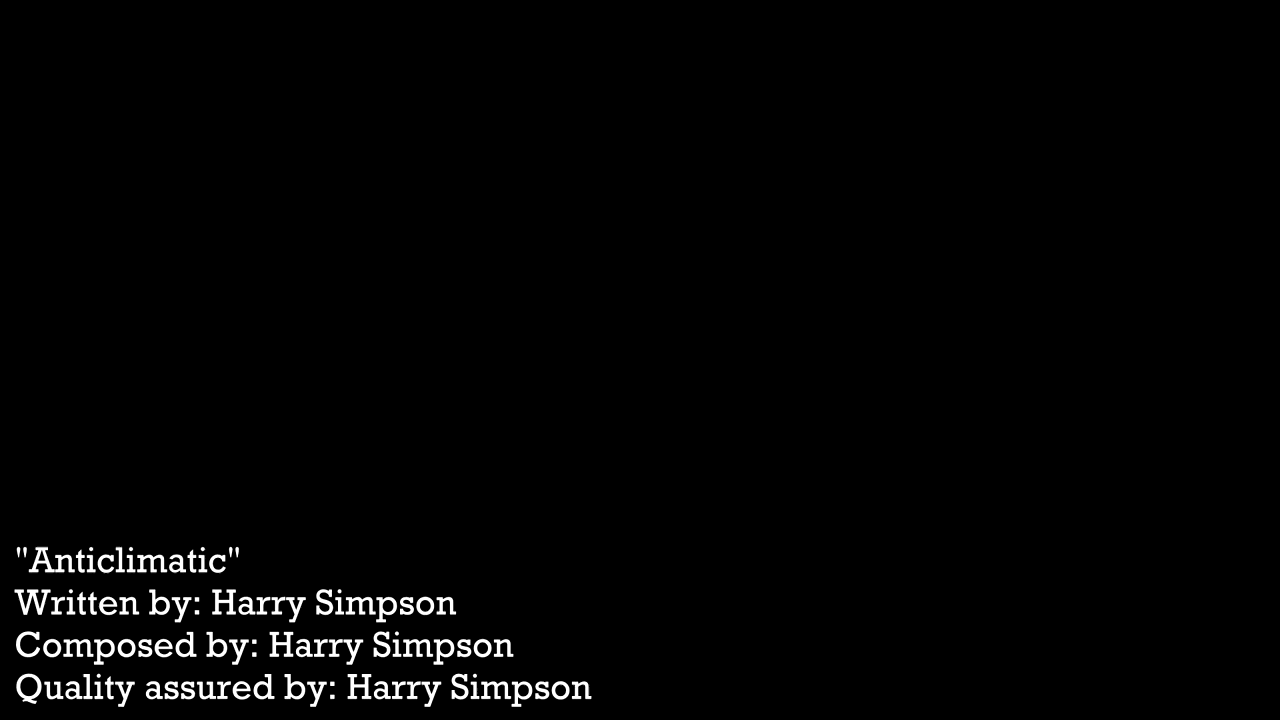 "Anticlimatic"
Written by: Harry Simpson
Composed by: Harry Simpson
Quality assured by: Harry Simpson